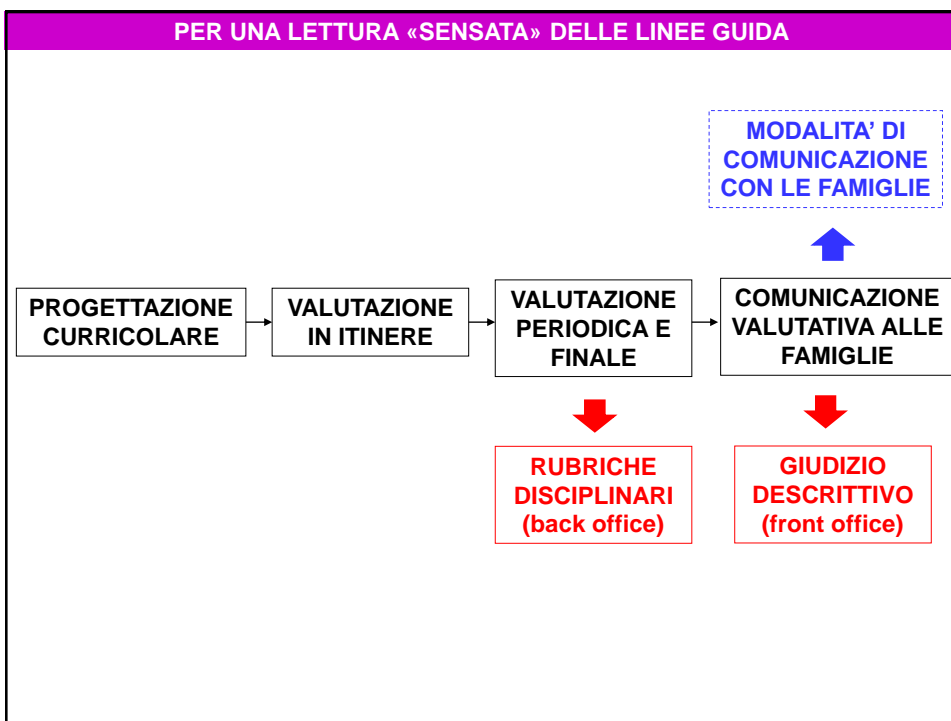 PER UNA LETTURA «SENSATA» DELLE LINEE GUIDA
MODALITA’ DI
COMUNICAZIONE
CON LE FAMIGLIE
PROGETTAZIONE
CURRICOLARE
VALUTAZIONE
IN ITINERE
VALUTAZIONE
PERIODICA E
FINALE
COMUNICAZIONE
VALUTATIVA ALLE
FAMIGLIE
RUBRICHE
DISCIPLINARI
(back office)
GIUDIZIO
DESCRITTIVO
(front office)